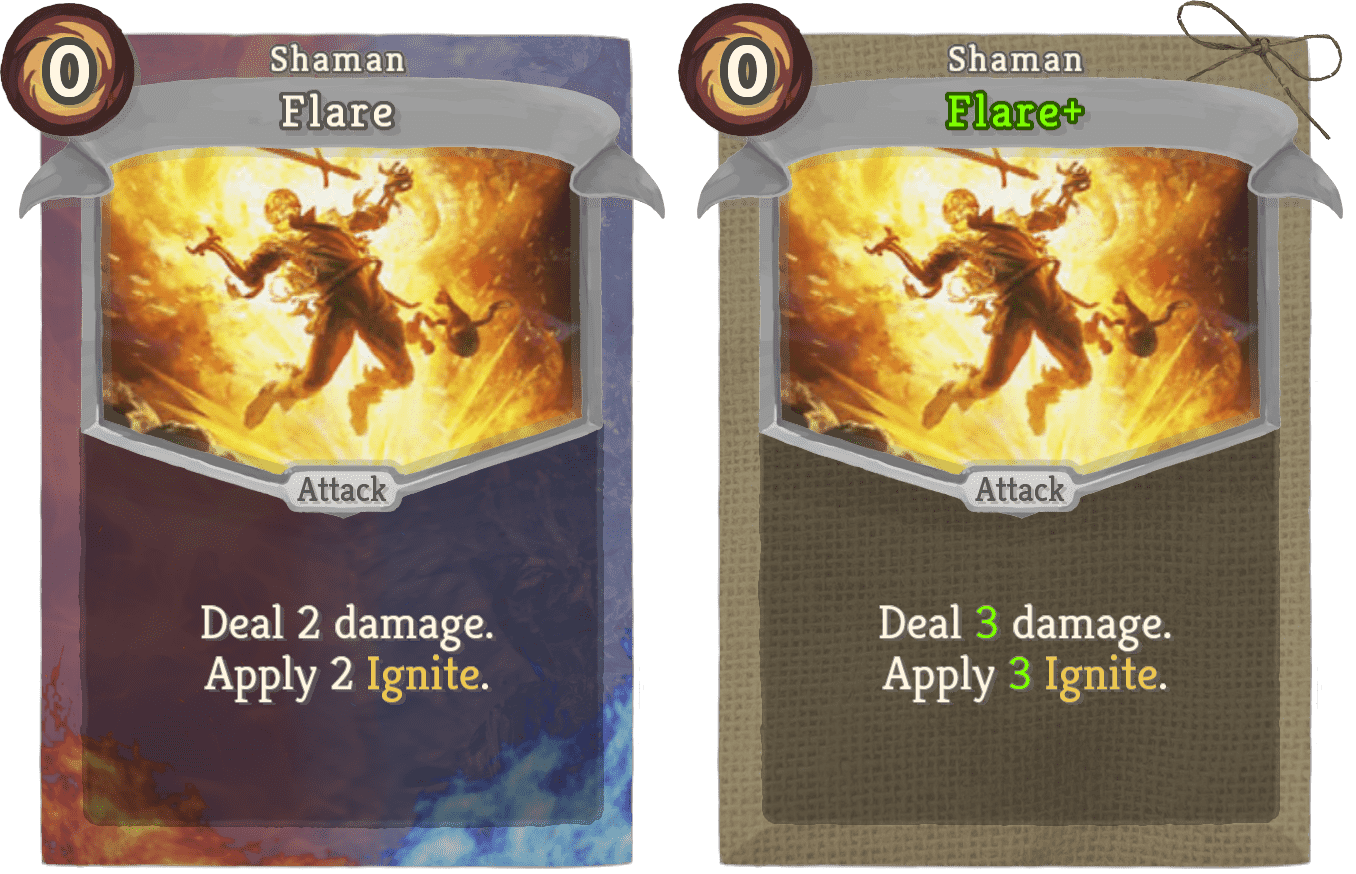 0
Shaman
Flare
Attack
Deal 2 damage.
Apply 2 Ignite.
0
Shaman
Flare+
Attack
Deal 3 damage.
Apply 3 Ignite.